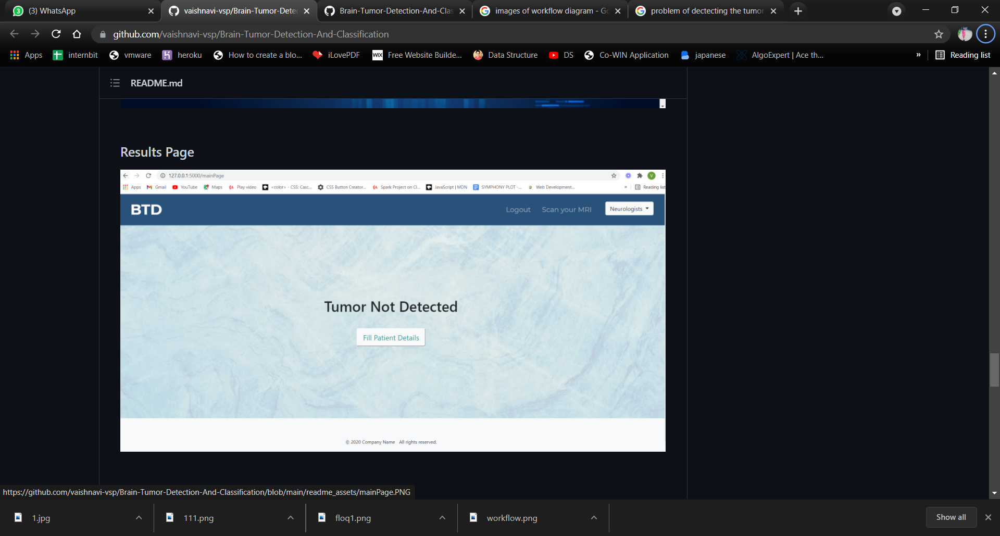 (3) WhatsApp
vaishnavi-vsp/Brain-Tumor-Detec
Brain-Tumor-Detection-And-Clas
images of workflow diagram - Go
problem of dectecting the tumor
github.com/vaishnavi-vsp/Brain-Tumor-Detection-And-Classification
Apps internbit vmware heroku How to create a blo... iLovePDF WIX Free Website Builde... Data Structure DS Co-WIN Application japanese AlgoExpert | Ace th... » Reading list
README.md
Results Page
127.0.0.1:5000/mainPage V
Apps Gmail YouTube Maps Play video <color> - CSS: Casc... CSS Button Creator... Spark Project on Cl... JavaScript | MDN SYMPHONY PLOT -... Web Development... » Reading list
BTD Logout Scan your MRI Neurologists
Tumor Not Detected
Fill Patient Details
© 2020 Company Name All rights reserved.
https://github.com/vaishnavi-vsp/Brain-Tumor-Detection-And-Classification/blob/main/readme_assets/mainPage.PNG
1.jpg 111.png floq1.png workflow.png Show all